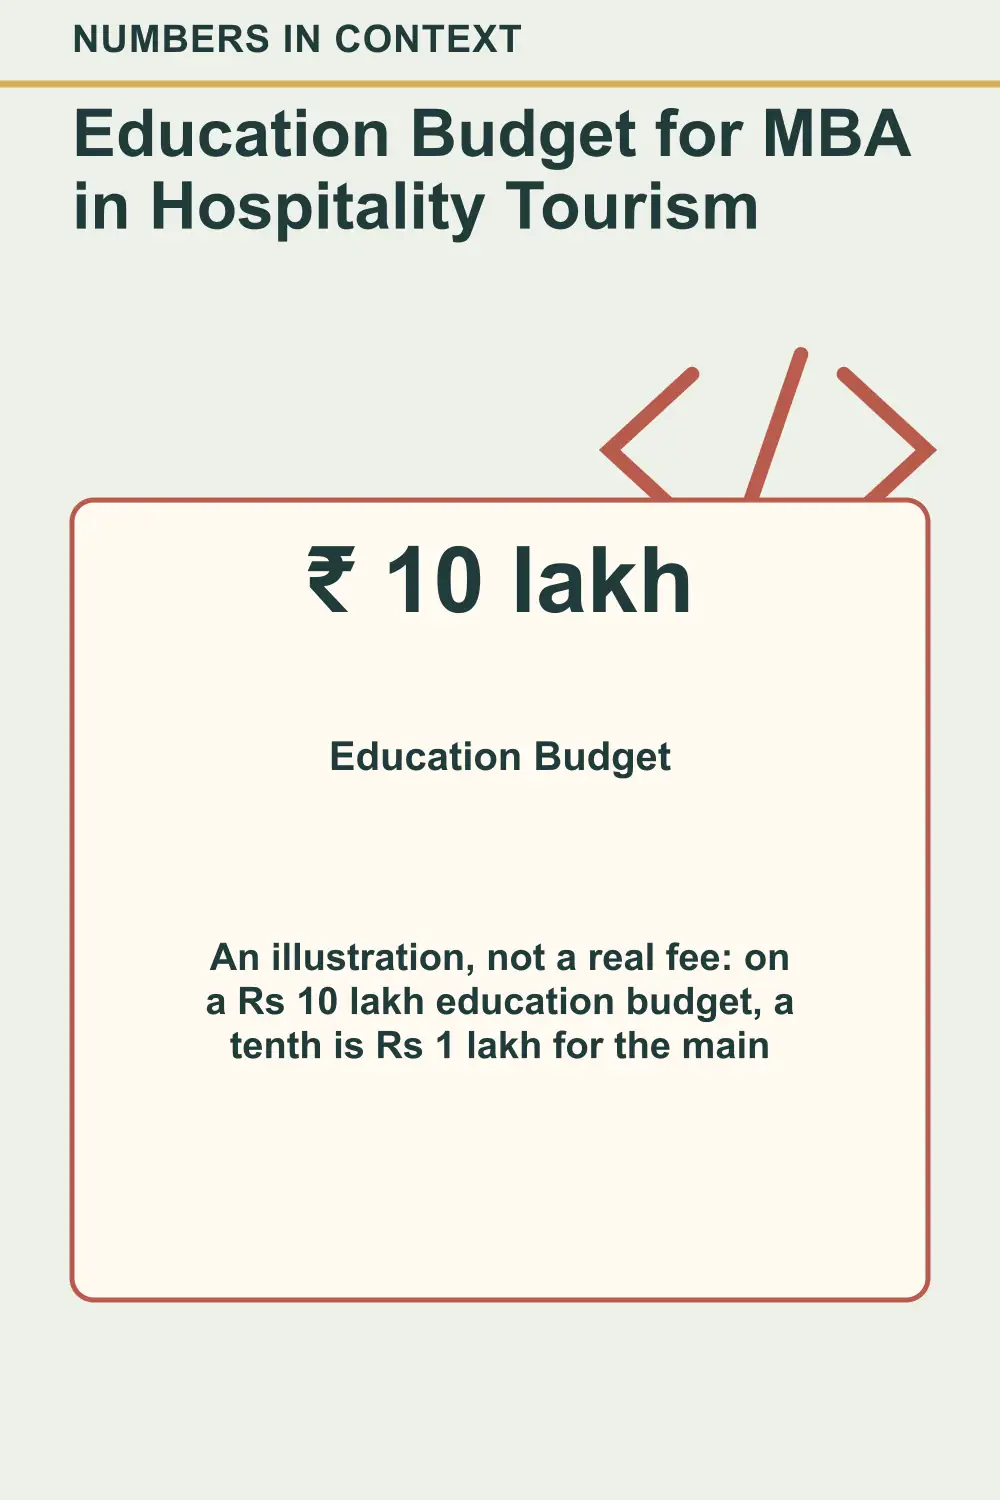 NUMBERS IN CONTEXT
Education Budget for MBA
in Hospitality Tourism
₹ 10 lakh
Education Budget
An illustration, not a real fee: on
a Rs 10 lakh education budget, a
tenth is Rs 1 lakh for the main